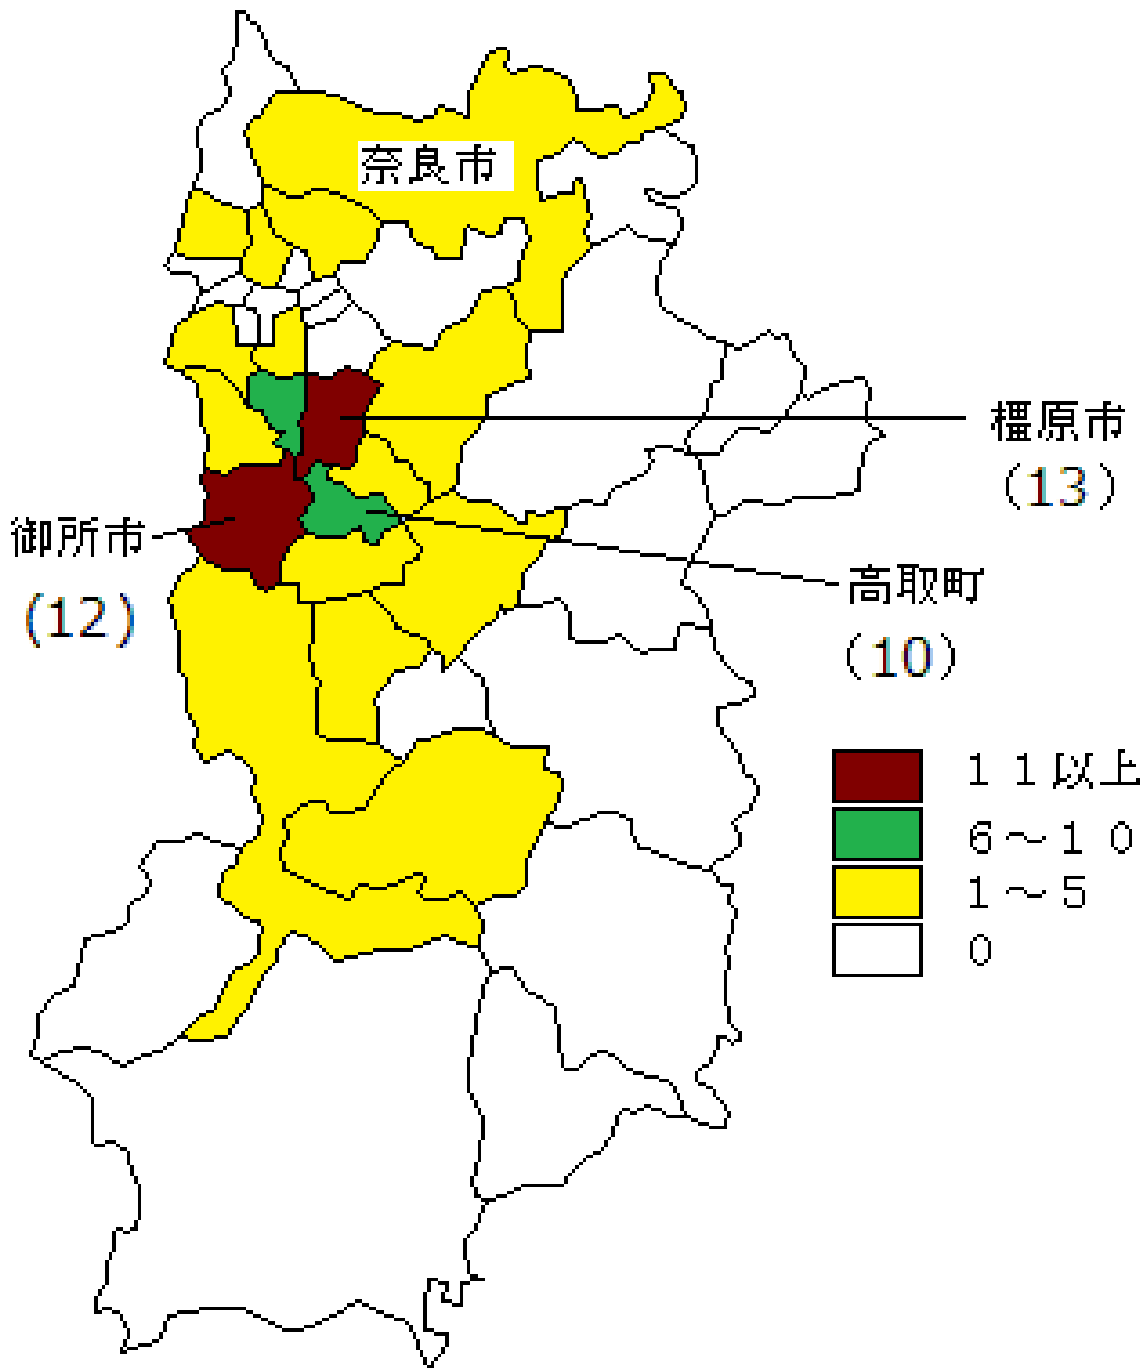 奈良市
橿原市
（13）
御所市
(12)
高取町
（10）
１１以上
６～１０
１～５
０